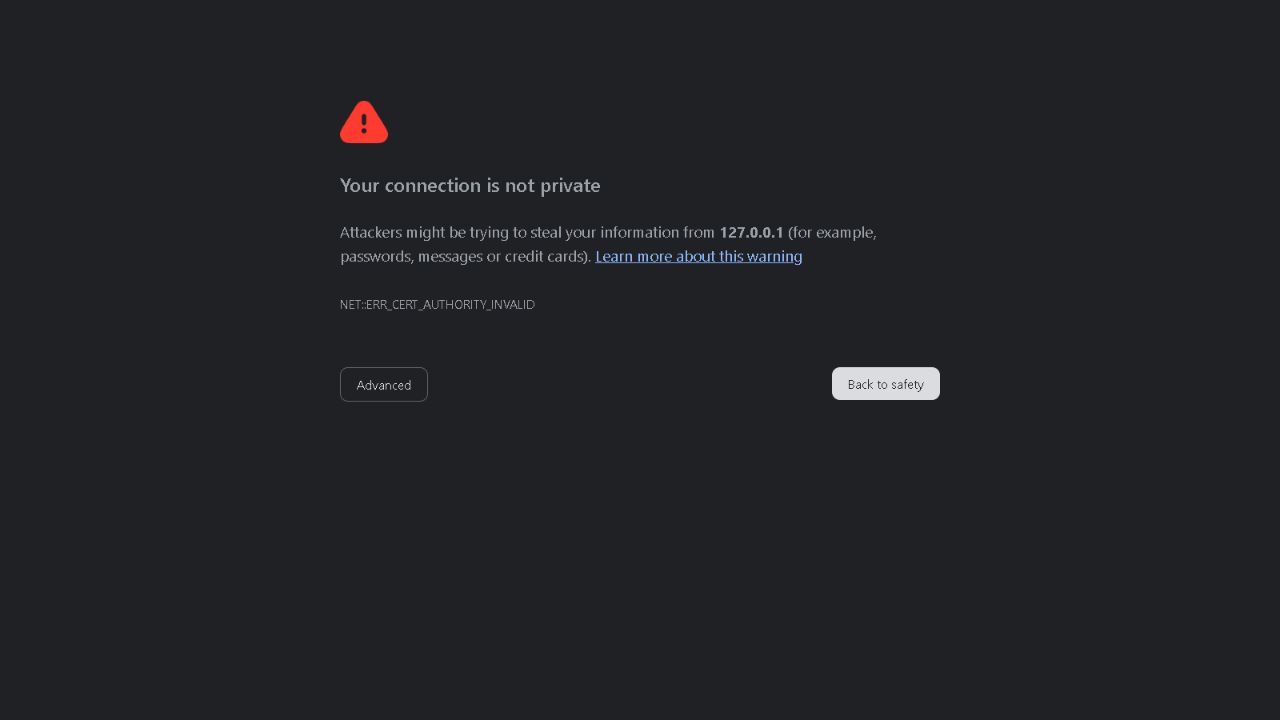 Your connection is not private
Attackers might be trying to steal your information from 127.0.0.1 (for example,
passwords, messages or credit cards). Learn more about this warning
NET::ERR_CERT_AUTHORITY_INVALID
Advanced
Back to safety